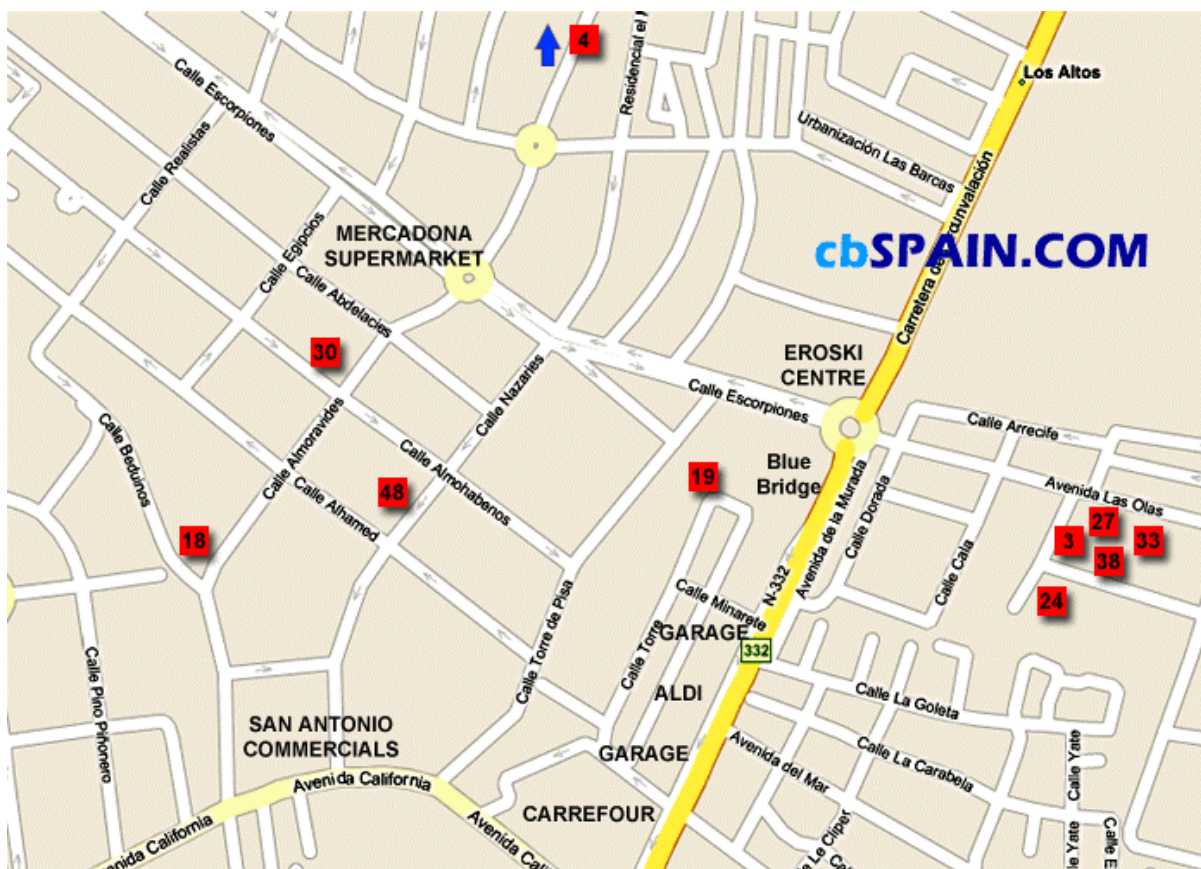 4
Residencial el
Los Altos
Calle Escorpiones
Urbanización Las Barcas
Calle Realistas
Carretera de
unvalación
Calle Egipcios
MERCADONA
SUPERMARKET
cbSPAIN.COM
Calle Abdelacies
30
EROSKI
CENTRE
Calle Escorpiones
Calle Nazaries
Calle Arrecife
Calle Almoravides
Calle Beduinos
Calle Almohabenos
Blue
Bridge
19
48
Calle Alhamed
Avenida de la Murada
Calle Dorada
Avenida Las Olas
27
3
33
38
18
Calle Cala
24
N-332
Calle Minarete
Calle Torre de Pisa
GARAGE
332
Calle Torre
Calle Pino Piñonero
ALDI
Calle La Goleta
SAN ANTONIO
COMMERCIALS
GARAGE
Avenida del Mar
Calle La Carabela
Calle Yate
Avenida California
CARREFOUR
Avenida California
Avenida
Le Cliper
Yate
Calle